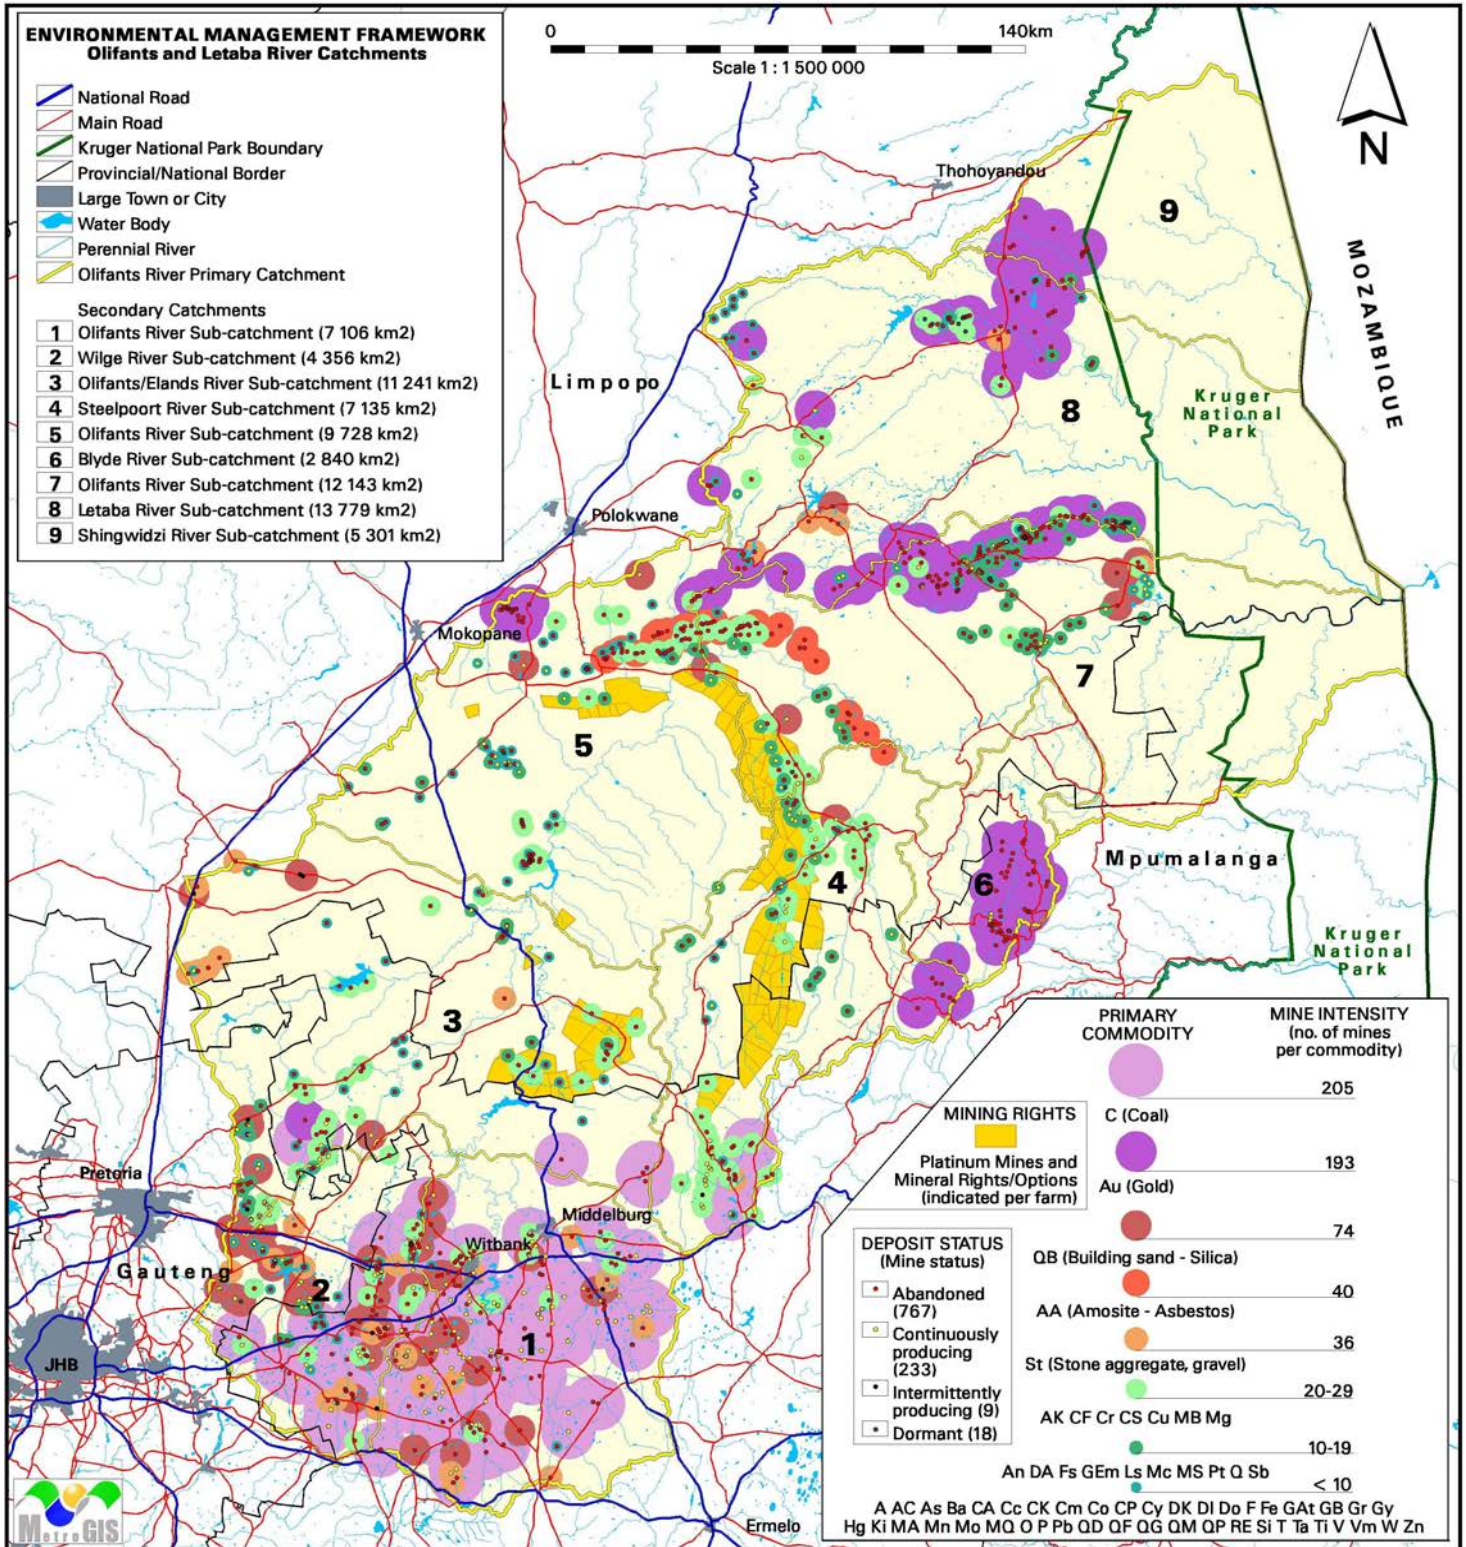 ENVIRONMENTAL MANAGEMENT FRAMEWORK
Olifants and Letaba River Catchments
National Road
Main Road
Kruger National Park Boundary
Provincial/National Border
Large Town or City
Water Body
Perennial River
Olifants River Primary Catchment
Secondary Catchments
1 Olifants River Sub-catchment (7 106 km2)
2 Wilge River Sub-catchment (4 356 km2)
3 Olifants/Elands River Sub-catchment (11 241 km2)
4 Steelpoort River Sub-catchment (7 135 km2)
5 Olifants River Sub-catchment (9 728 km2)
6 Blyde River Sub-catchment (2 840 km2)
7 Olifants River Sub-catchment (12 143 km2)
8 Letaba River Sub-catchment (13 779 km2)
9 Shingwidzi River Sub-catchment (5 301 km2)
0 140km
Scale 1 : 1 500 000
N
Thohoyandou
9
MOZAMBIQUE
Limpopo
8
Kruger
National
Park
Polokwane
Mokopane
7
5
Mpumalanga
4
6
Kruger
National
Park
3
Pretoria
Middelburg
Witbank
Gauteng
2
1
JHB
Ermelo
MetroGIS
PRIMARY
COMMODITY
MINE INTENSITY
(no. of mines
per commodity)
205
C (Coal)
193
Au (Gold)
74
QB (Building sand - Silica)
40
AA (Amosite - Asbestos)
36
St (Stone aggregate, gravel)
20-29
AK CF Cr CS Cu MB Mg
10-19
An DA Fs GEm Ls Mc MS Pt Q Sb
< 10
A AC As Ba CA Cc CK Cm Co CP Cy DK DI Do F Fe GAt GB Gr Gy
Hg Ki MA Mn Mo MQ O P Pb QD QF QG QM QP RE Si T Ta Ti V Vm W Zn
MINING RIGHTS
Platinum Mines and
Mineral Rights/Options
(indicated per farm)
DEPOSIT STATUS
(Mine status)
Abandoned
(767)
Continuously
producing
(233)
Intermittently
producing (9)
Dormant (18)